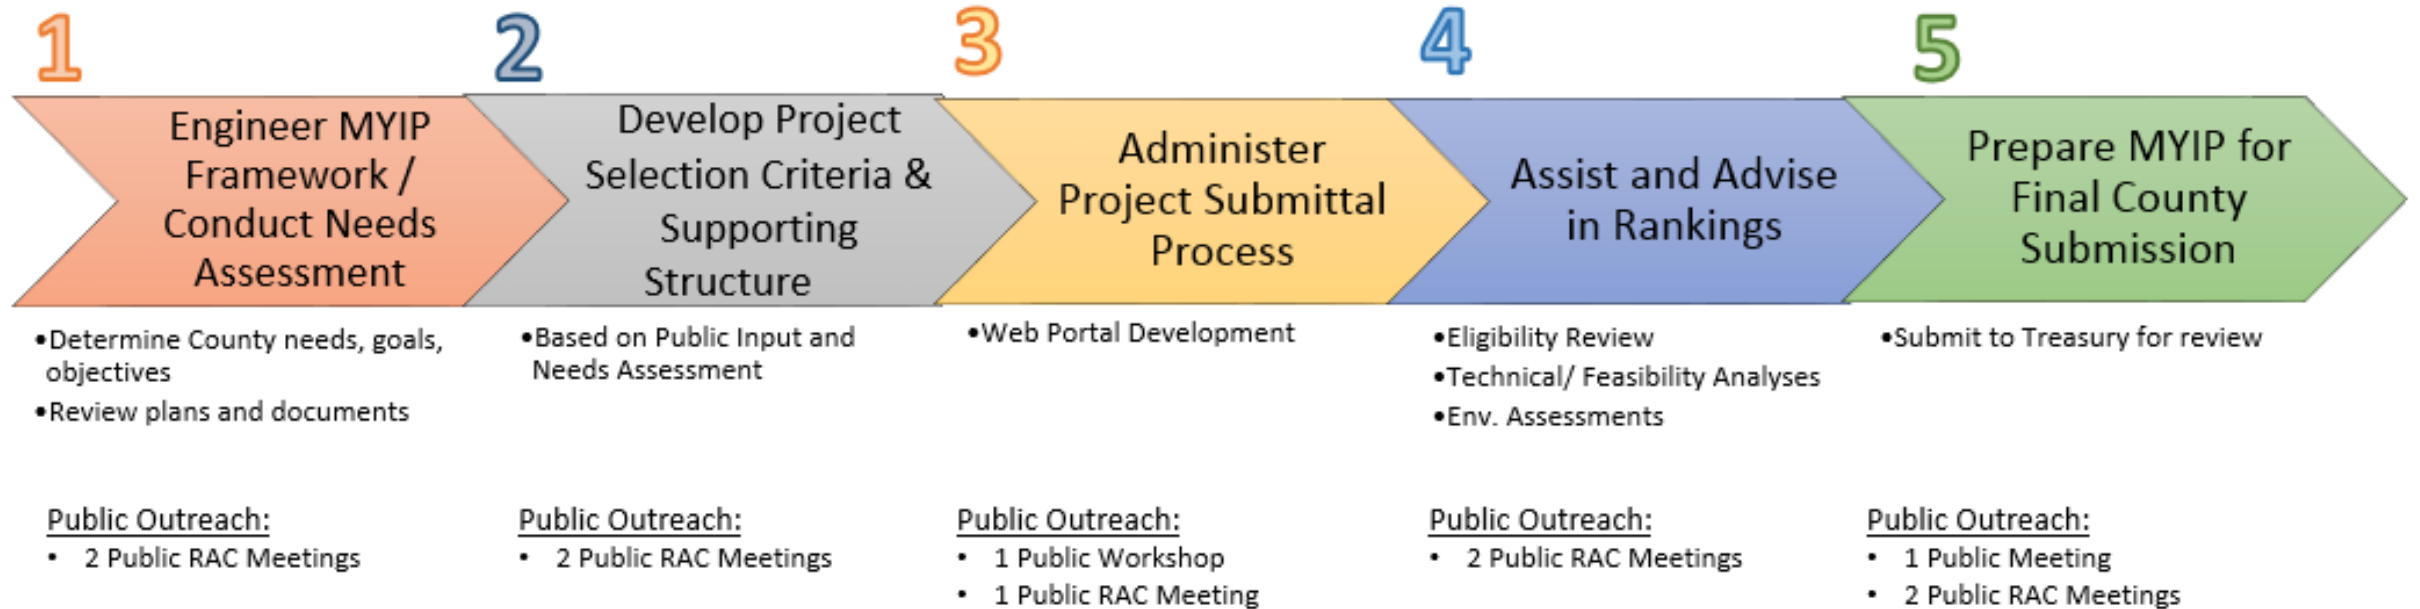 1
Engineer MYIP
Framework /
Conduct Needs
Assessment
•Determine County needs, goals,
objectives
•Review plans and documents
Public Outreach:
• 2 Public RAC Meetings
2
Develop Project
Selection Criteria &
Supporting
Structure
•Based on Public Input and
Needs Assessment
Public Outreach:
• 2 Public RAC Meetings
3
Administer
Project Submittal
Process
•Web Portal Development
Public Outreach:
• 1 Public Workshop
• 1 Public RAC Meeting
4
Assist and Advise
in Rankings
•Eligibility Review
•Technical/ Feasibility Analyses
•Env. Assessments
Public Outreach:
• 2 Public RAC Meetings
5
Prepare MYIP for
Final County
Submission
•Submit to Treasury for review
Public Outreach:
• 1 Public Meeting
• 2 Public RAC Meetings